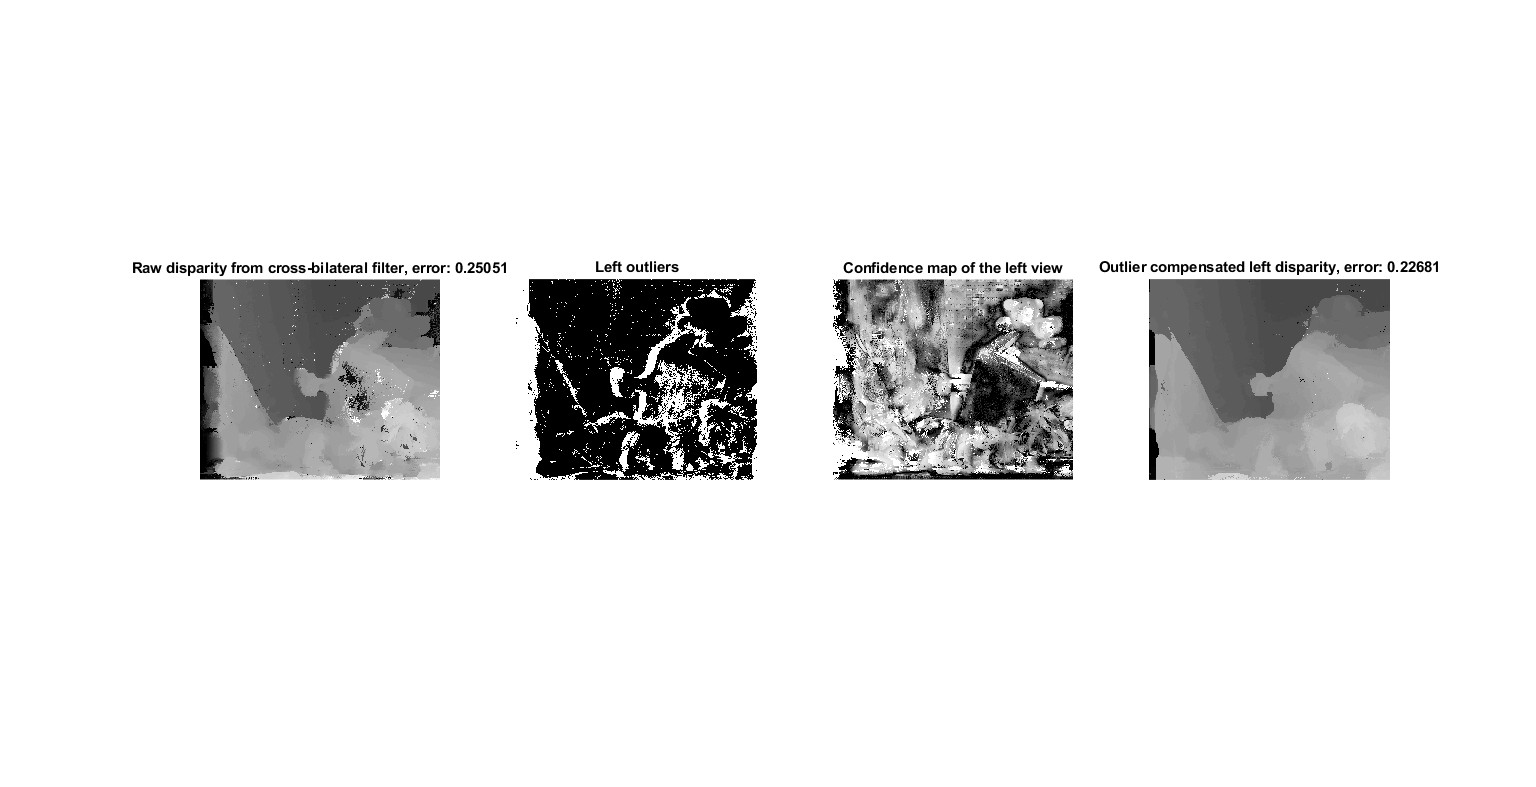 Raw disparity from cross-bilateral filter, error: 0.25051
Left outliers
Confidence map of the left view
Outlier compensated left disparity, error: 0.22681